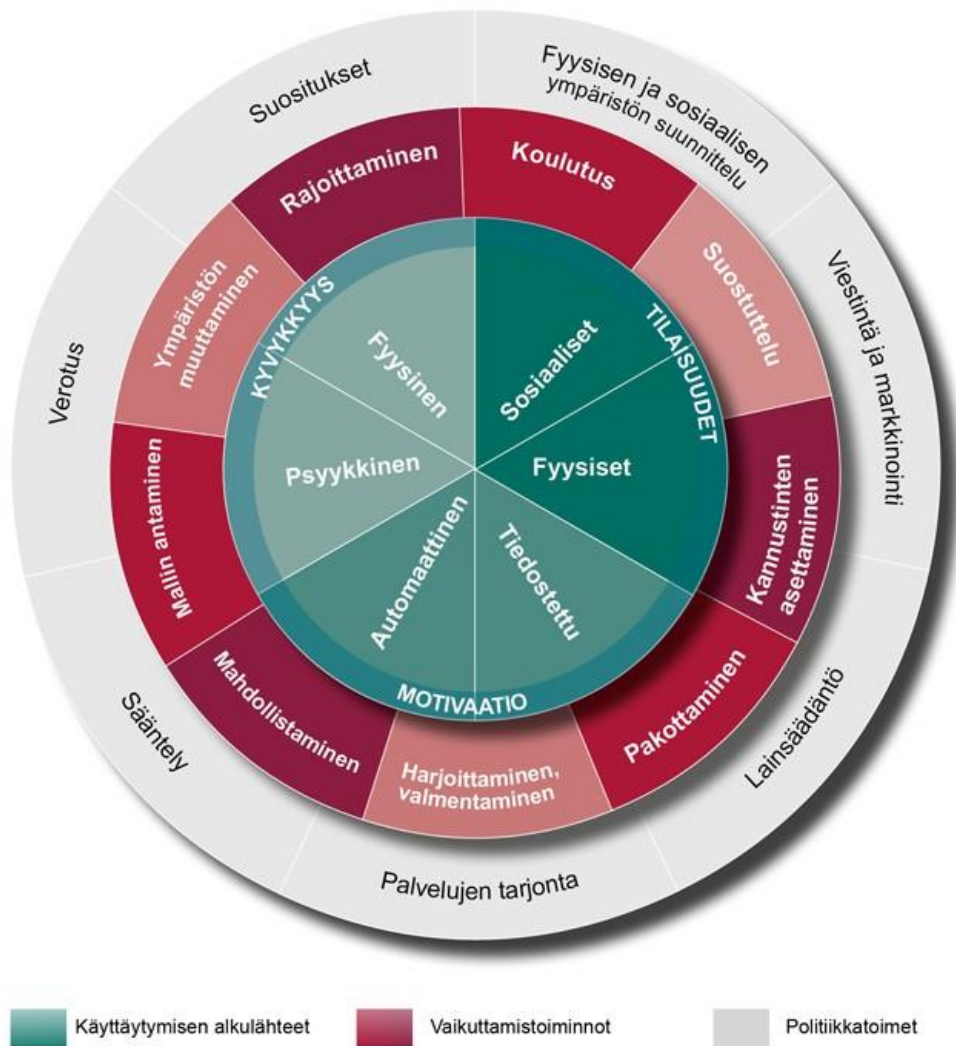 Suositukset
Fyysisen ja sosiaalisen
ympäristön suunnittelu
Viestintä ja markkinointi
Lainsäädäntö
Palvelujen tarjonta
Sääntely
Verotus
Rajoittaminen
Koulutus
Suostuttelu
Kannustinten
asettaminen
Pakottaminen
Harjoittaminen,
valmentaminen
Mahdollistaminen
Mallin antaminen
Ympäristön
muuttaminen
KYVYKKYYS
TILAISUUDET
MOTIVAATIO
Fyysinen
Sosiaaliset
Fyysiset
Tiedostettu
Automaattinen
Psyykkinen
Käyttäytymisen alkulähteet
Vaikuttamistoiminnot
Politiikkatoimet